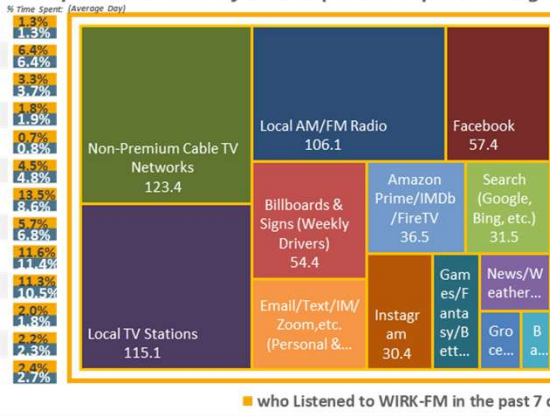 % Time Spent: (Average Day)
1.3%
1.3%
6.4%
6.4%
3.3%
3.7%
1.8%
1.9%
0.7%
0.8%
4.5%
4.8%
13.5%
8.6%
5.7%
6.8%
11.6%
11.4%
11.3%
10.5%
2.0%
1.8%
2.2%
2.3%
2.4%
2.7%
Non-Premium Cable TV
Networks
123.4
Local AM/FM Radio
106.1
Facebook
57.4
Billboards &
Signs (Weekly
Drivers)
54.4
Amazon
Prime/IMDb
/FireTV
36.5
Search
(Google,
Bing, etc.)
31.5
Local TV Stations
115.1
Email/Text/IM/
Zoom,etc.
(Personal &...
Instagr
am
30.4
Gam
es/F
anta
sy/B
ett...
News/W
eather...
Gro
ce...
B
a...
who Listened to WIRK-FM in the past 7